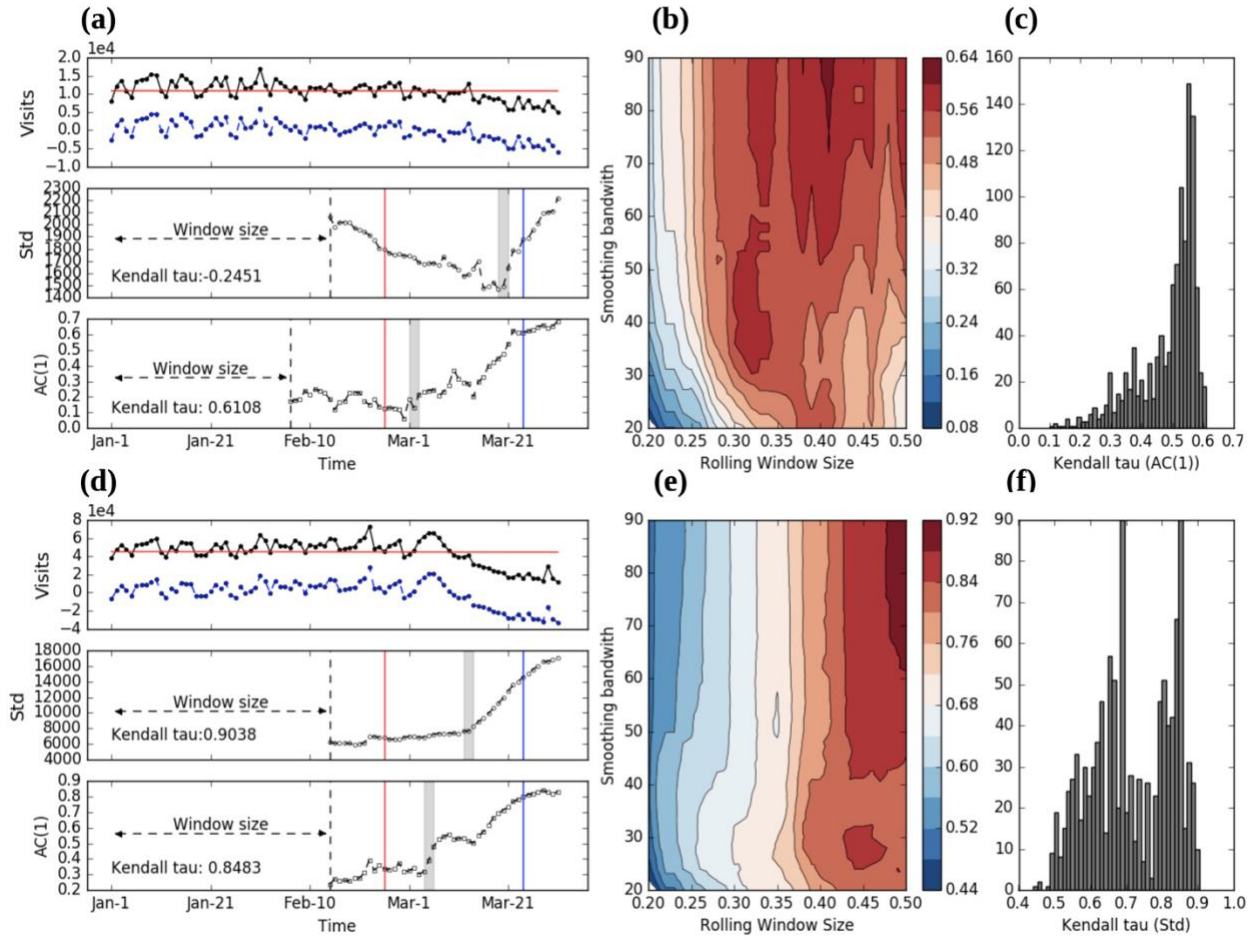 (a)
1e4
2.0
1.5
1.0
0.5
0.0
−0.5
−1.0
Visits
2300
2200
2100
2000
1900
1800
1700
1600
1500
1400
Std
Window size
Kendall tau:-0.2451
0.7
0.6
0.5
0.4
0.3
0.2
0.1
0.0
AC(1)
Window size
Kendall tau: 0.6108
Jan-1 Jan-21 Feb-10 Mar-1 Mar-21
Time
(b)
90
80
70
60
50
40
30
20
Smoothing bandwith
0.20 0.25 0.30 0.35 0.40 0.45 0.50
Rolling Window Size
0.64
0.56
0.48
0.40
0.32
0.24
0.16
0.08
(c)
160
140
120
100
80
60
40
20
0
0.0 0.1 0.2 0.3 0.4 0.5 0.6 0.7
Kendall tau (AC(1))
(d)
1e4
8
6
4
2
0
−2
−4
Visits
18000
16000
14000
12000
10000
8000
6000
4000
Std
Window size
Kendall tau:0.9038
0.9
0.8
0.7
0.6
0.5
0.4
0.3
0.2
AC(1)
Window size
Kendall tau: 0.8483
Jan-1 Jan-21 Feb-10 Mar-1 Mar-21
Time
(e)
90
80
70
60
50
40
30
20
Smoothing bandwith
0.20 0.25 0.30 0.35 0.40 0.45 0.50
Rolling Window Size
0.92
0.84
0.76
0.68
0.60
0.52
0.44
(f)
90
80
70
60
50
40
30
20
10
0
0.4 0.5 0.6 0.7 0.8 0.9 1.0
Kendall tau (Std)